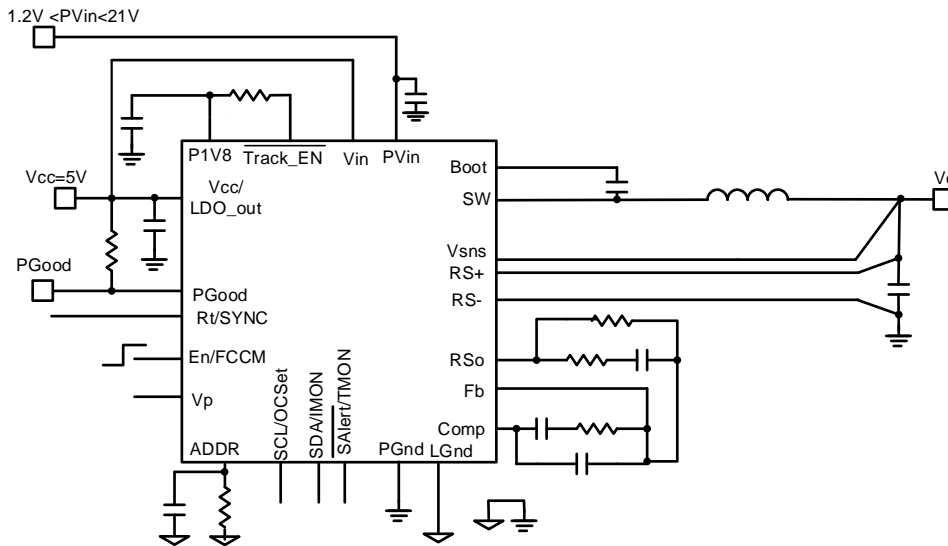 1.2V <PVin<21V
P1V8
Track_EN
Vin
PVin
Vcc=5V
Vcc/
LDO_out
Boot
SW
Vsns
RS+
RS-
PGood
PGood
Rt/SYNC
En/FCCM
Vp
ADDR
SCL/OCSet
SDA/IMON
SAlert/TMON
PGnd
LGnd
RSo
Fb
Comp